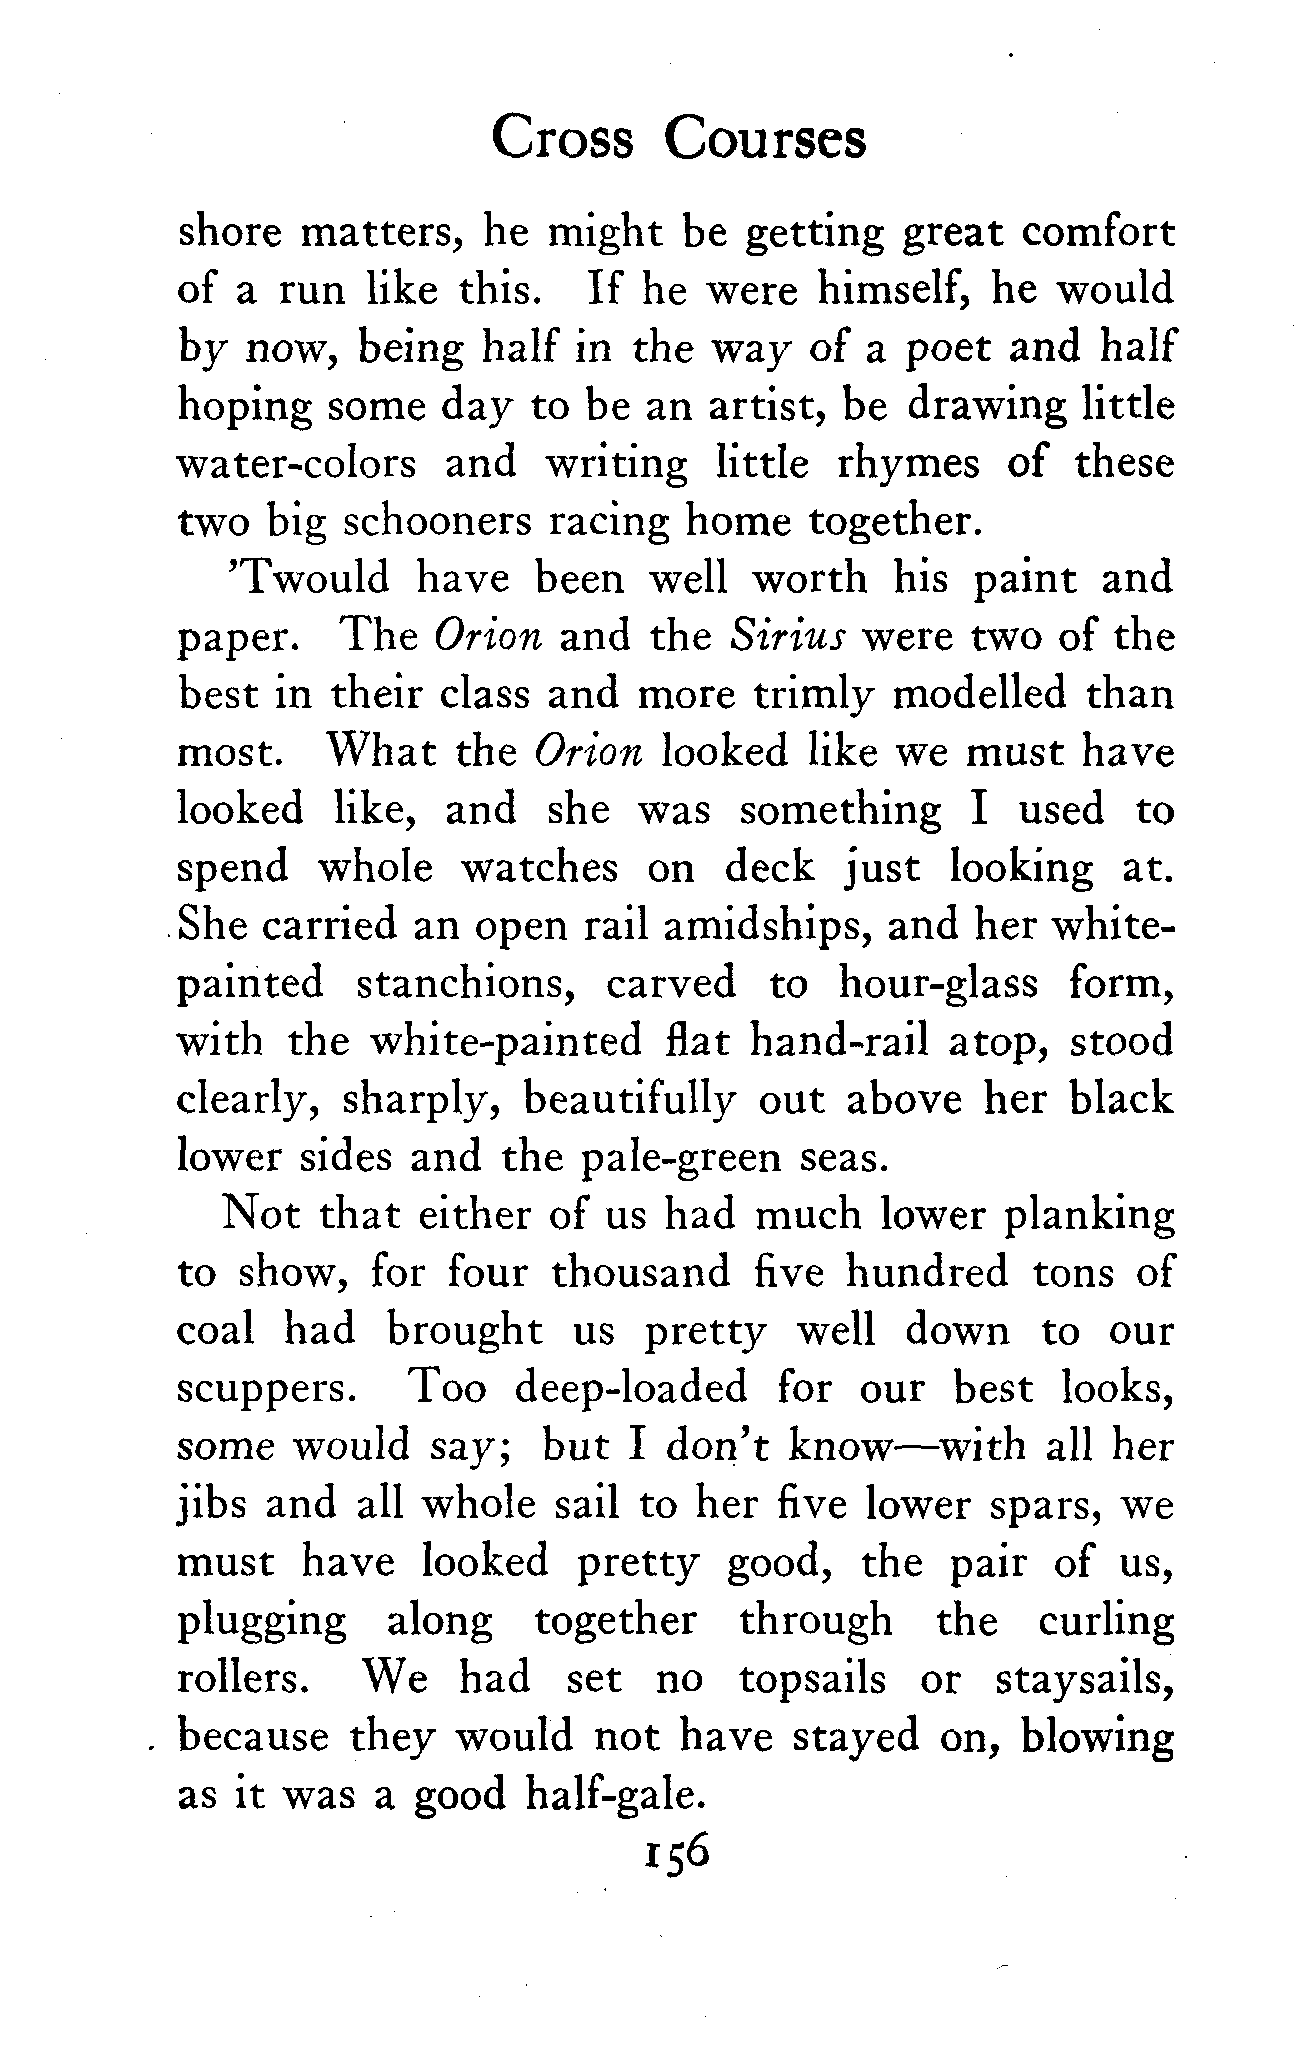 Cross Courses
shore matters, he might be getting great comfort
of a run like this. If he were himself, he would
by now, being half in the way of a poet and half
hoping some day to be an artist, be drawing little
water-colors and writing little rhymes of these
two big schooners racing home together.
'Twould have been well worth his paint and
paper. The Orion and the Sirius were two of the
best in their class and more trimly modelled than
most. What the Orion looked like we must have
looked like, and she was something I used to
spend whole watches on deck just looking at.
She carried an open rail amidships, and her white-
painted stanchions, carved to hour-glass form,
with the white-painted flat hand-rail atop, stood
clearly, sharply, beautifully out above her black
lower sides and the pale-green seas.
Not that either of us had much lower planking
to show, for four thousand five hundred tons of
coal had brought us pretty well down to our
scuppers. Too deep-loaded for our best looks,
some would say; but I don't know—with all her
jibs and all whole sail to her five lower spars, we
must have looked pretty good, the pair of us,
plugging along together through the curling
rollers. We had set no topsails or staysails,
because they would not have stayed on, blowing
as it was a good half-gale.
156